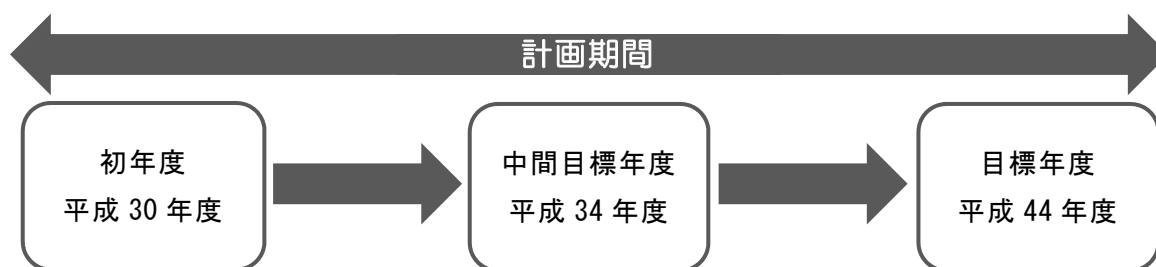 計画期間
初年度
平成 30 年度
中間目標年度
平成 34 年度
目標年度
平成 44 年度